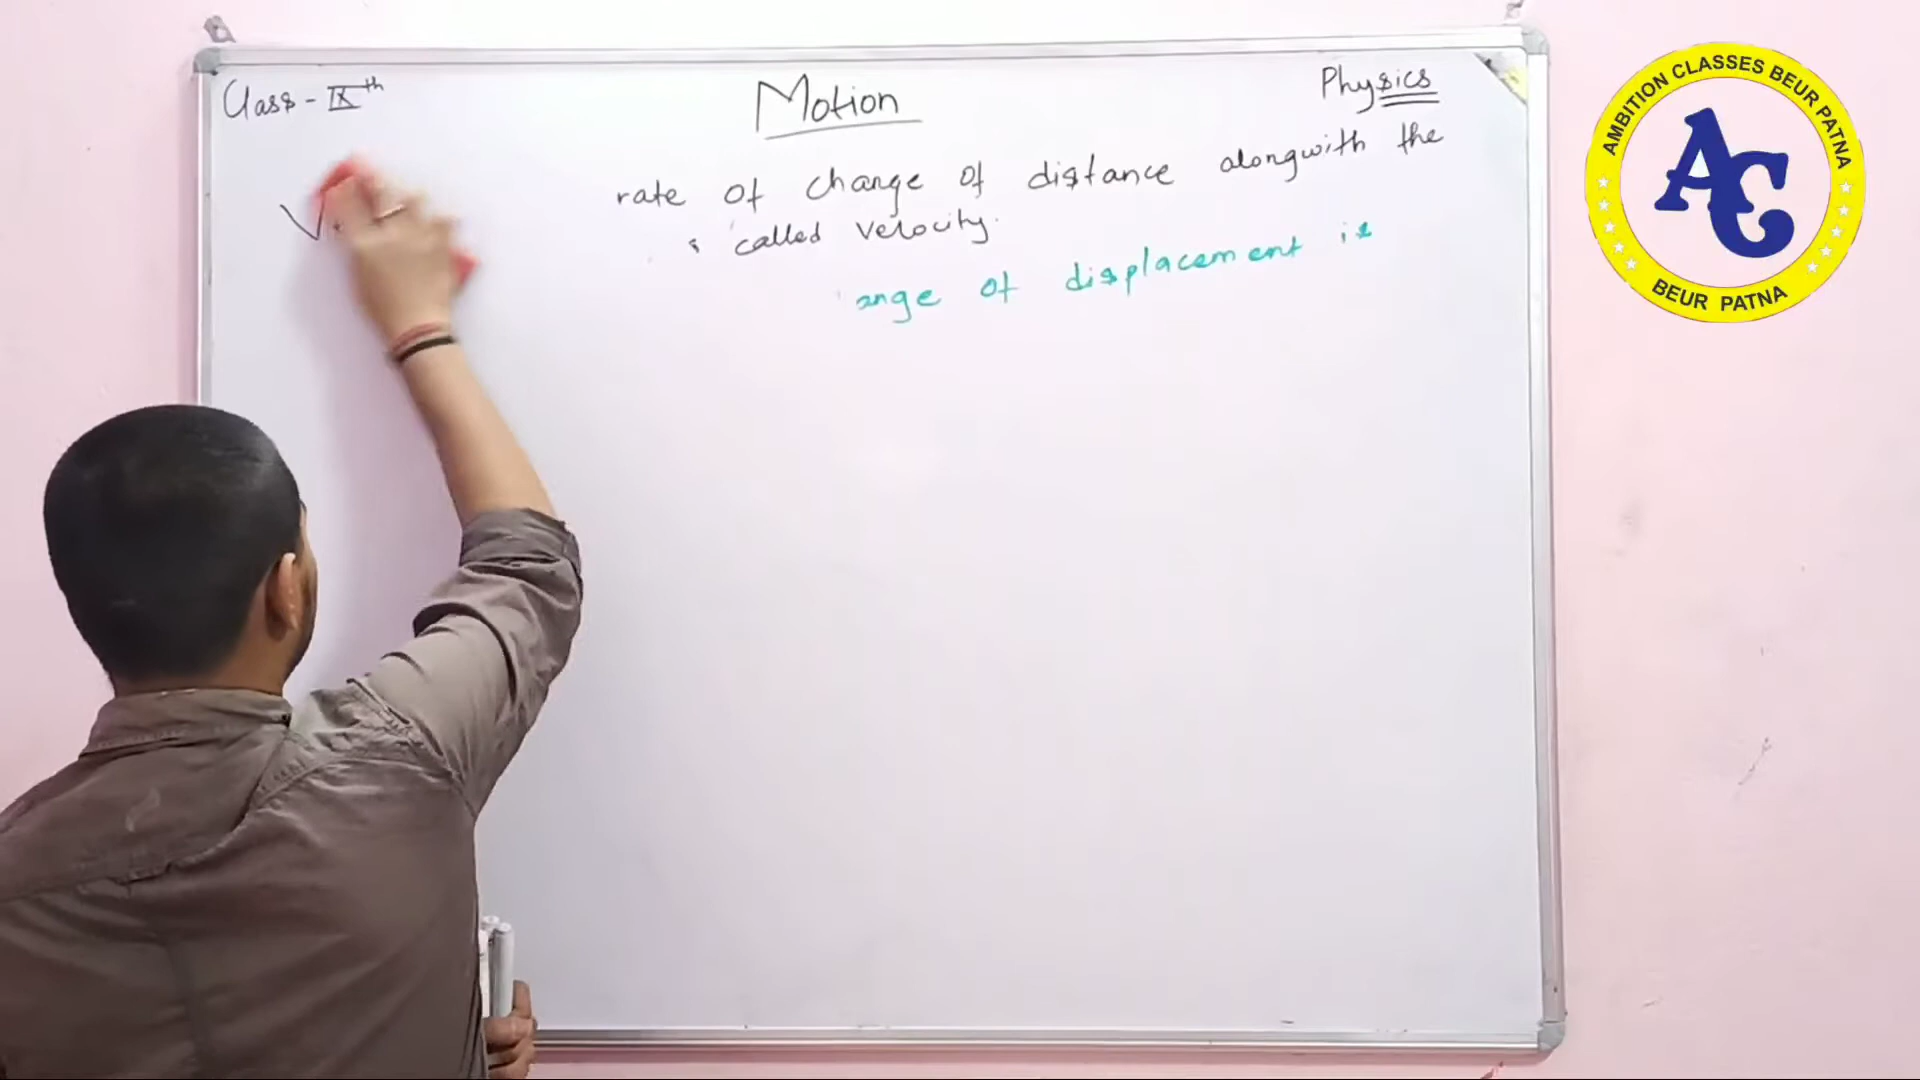 Class - IXth
Motion
Physics
rate of change of distance alongwith the
called velocity.
ange of displacement is
AMBITION CLASSES BEUR PATNA
AC
BEUR PATNA